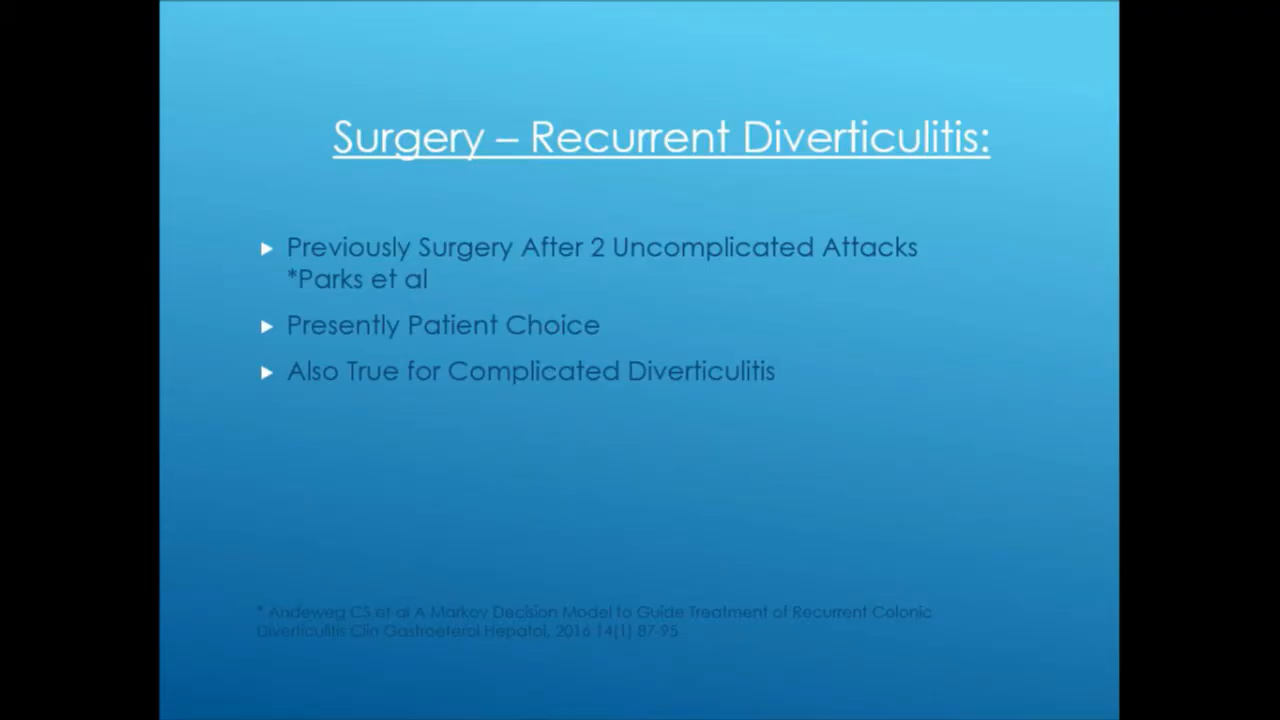 Surgery – Recurrent Diverticulitis:
Previously Surgery After 2 Uncomplicated Attacks
*Parks et al
Presently Patient Choice
Also True for Complicated Diverticulitis
* Andeweg CS et al A Markov Decision Model to Guide Treatment of Recurrent Colonic
Diverticulitis Clin Gastroeterol Hepatol, 2016 14(1) 87-95